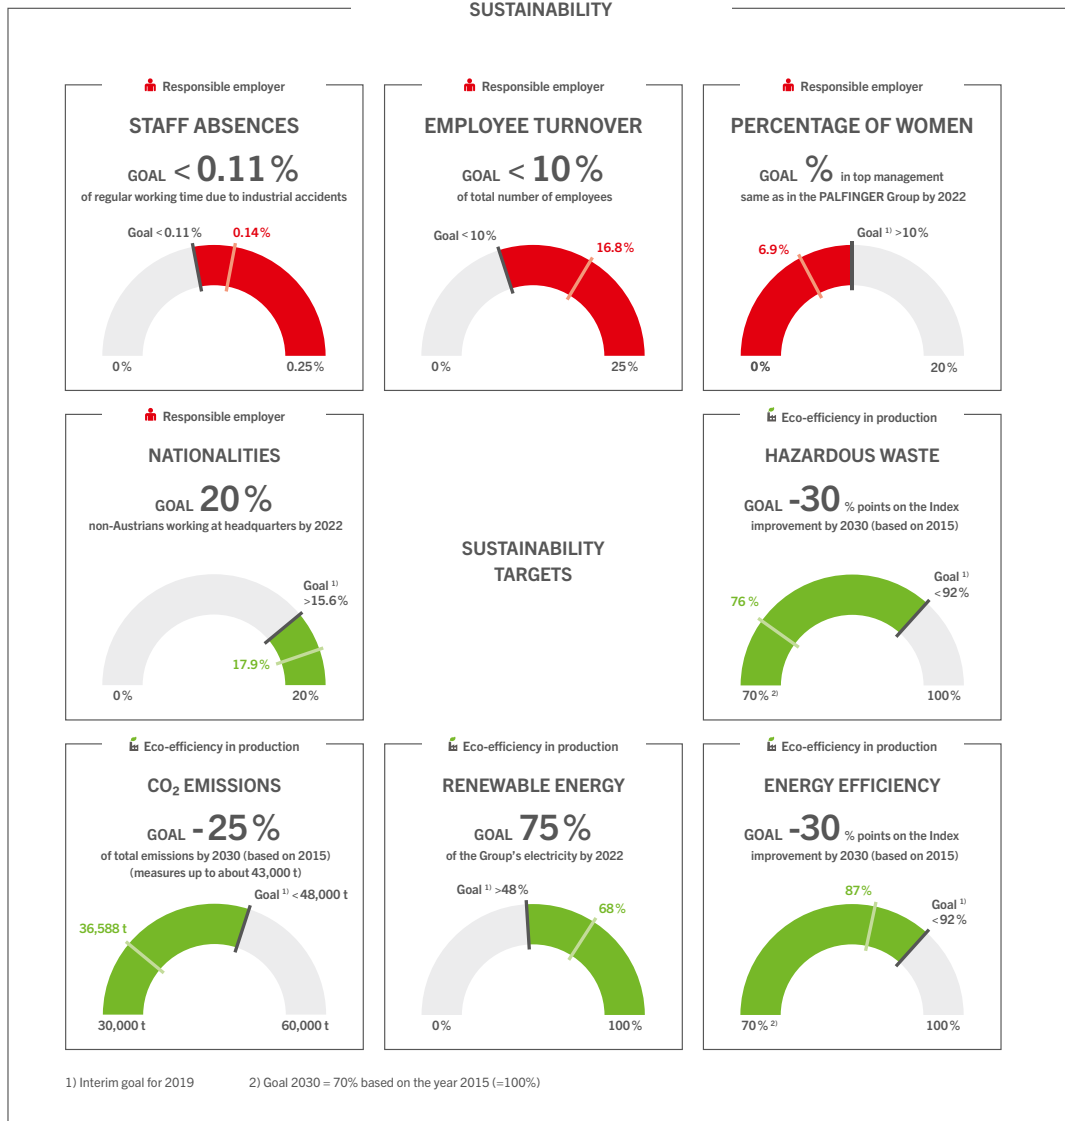 SUSTAINABILITY
Responsible employer
STAFF ABSENCES
GOAL < 0.11 %
of regular working time due to industrial accidents
Goal < 0.11 %
0.14 %
0 %
0.25 %
Responsible employer
EMPLOYEE TURNOVER
GOAL < 10 %
of total number of employees
Goal < 10 %
16.8 %
0 %
25 %
Responsible employer
PERCENTAGE OF WOMEN
GOAL % in top management
same as in the PALFINGER Group by 2022
Goal 1) >10 %
6.9 %
0 %
20 %
Responsible employer
NATIONALITIES
GOAL 20 %
non-Austrians working at headquarters by 2022
Goal 1)
>15.6 %
17.9 %
0 %
20 %
SUSTAINABILITY
TARGETS
Eco-efficiency in production
HAZARDOUS WASTE
GOAL -30 % points on the Index
improvement by 2030 (based on 2015)
Goal 1)
<92 %
76 %
70 % 2)
100 %
Eco-efficiency in production
CO₂ EMISSIONS
GOAL - 25 %
of total emissions by 2030 (based on 2015)
(measures up to about 43,000 t)
Goal 1) < 48,000 t
36,588 t
30,000 t
60,000 t
Eco-efficiency in production
RENEWABLE ENERGY
GOAL 75 %
of the Group's electricity by 2022
Goal 1) >48 %
68 %
0 %
100 %
Eco-efficiency in production
ENERGY EFFICIENCY
GOAL -30 % points on the Index
improvement by 2030 (based on 2015)
87 %
Goal 1)
<92 %
70 % 2)
100 %
1) Interim goal for 2019
2) Goal 2030 = 70% based on the year 2015 (=100%)